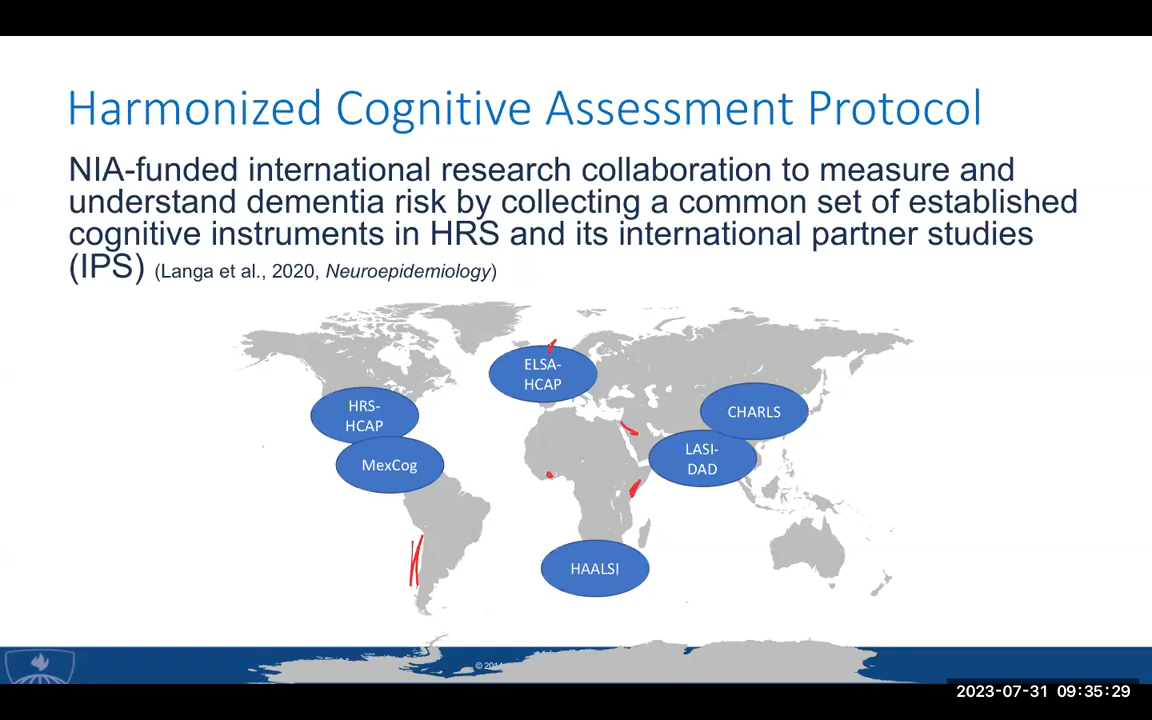 Harmonized Cognitive Assessment Protocol
NIA-funded international research collaboration to measure and
understand dementia risk by collecting a common set of established
cognitive instruments in HRS and its international partner studies
(IPS) (Langa et al., 2020, Neuroepidemiology)
ELSA-
HCAP
HRS-
HCAP
CHARLS
MexCog
LASI-
DAD
HAALSI
© 2014
2023-07-31 09:35:29